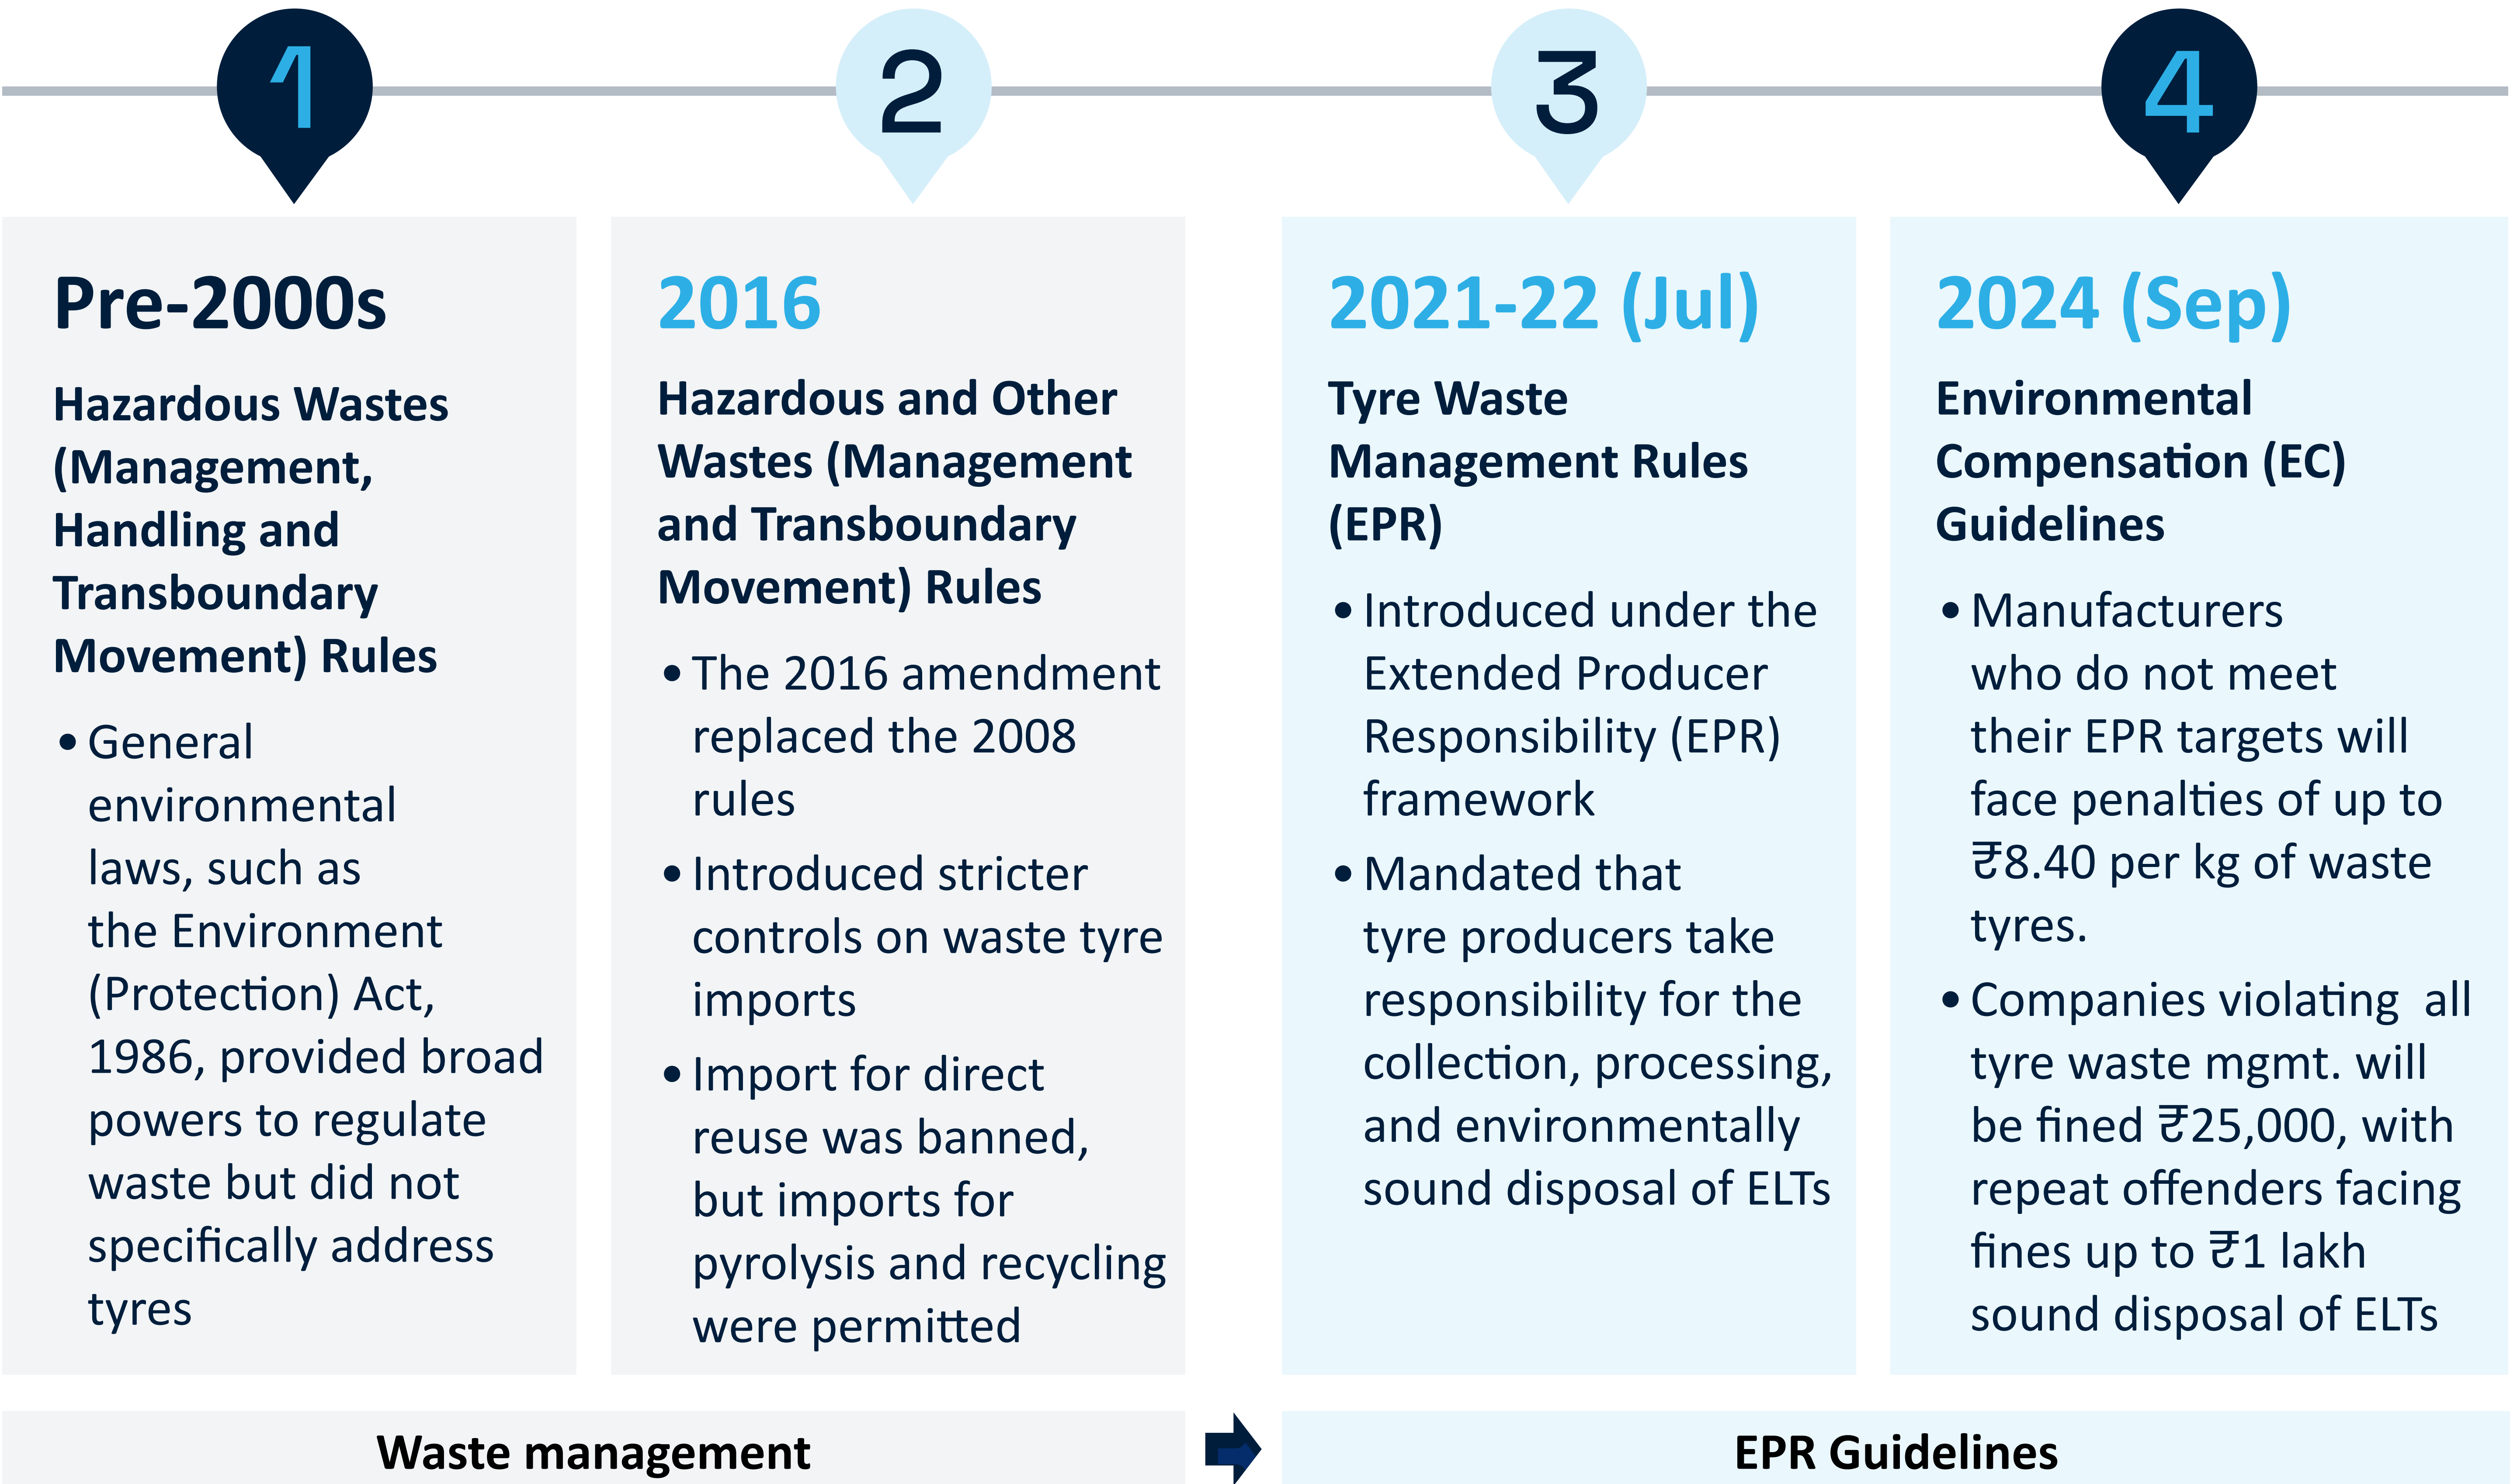 1
2
3
4
Pre-2000s
Hazardous Wastes
(Management,
Handling and
Transboundary
Movement) Rules
• General
environmental
laws, such as
the Environment
(Protection) Act,
1986, provided broad
powers to regulate
waste but did not
specifically address
tyres
2016
Hazardous and Other
Wastes (Management
and Transboundary
Movement) Rules
• The 2016 amendment
replaced the 2008
rules
• Introduced stricter
controls on waste tyre
imports
• Import for direct
reuse was banned,
but imports for
pyrolysis and recycling
were permitted
2021-22 (Jul)
Tyre Waste
Management Rules
(EPR)
• Introduced under the
Extended Producer
Responsibility (EPR)
framework
• Mandated that
tyre producers take
responsibility for the
collection, processing,
and environmentally
sound disposal of ELTs
2024 (Sep)
Environmental
Compensation (EC)
Guidelines
• Manufacturers
who do not meet
their EPR targets will
face penalties of up to
₹8.40 per kg of waste
tyres.
• Companies violating  all
tyre waste mgmt. will
be fined ₹25,000, with
repeat offenders facing
fines up to ₹1 lakh
sound disposal of ELTs
Waste management
EPR Guidelines